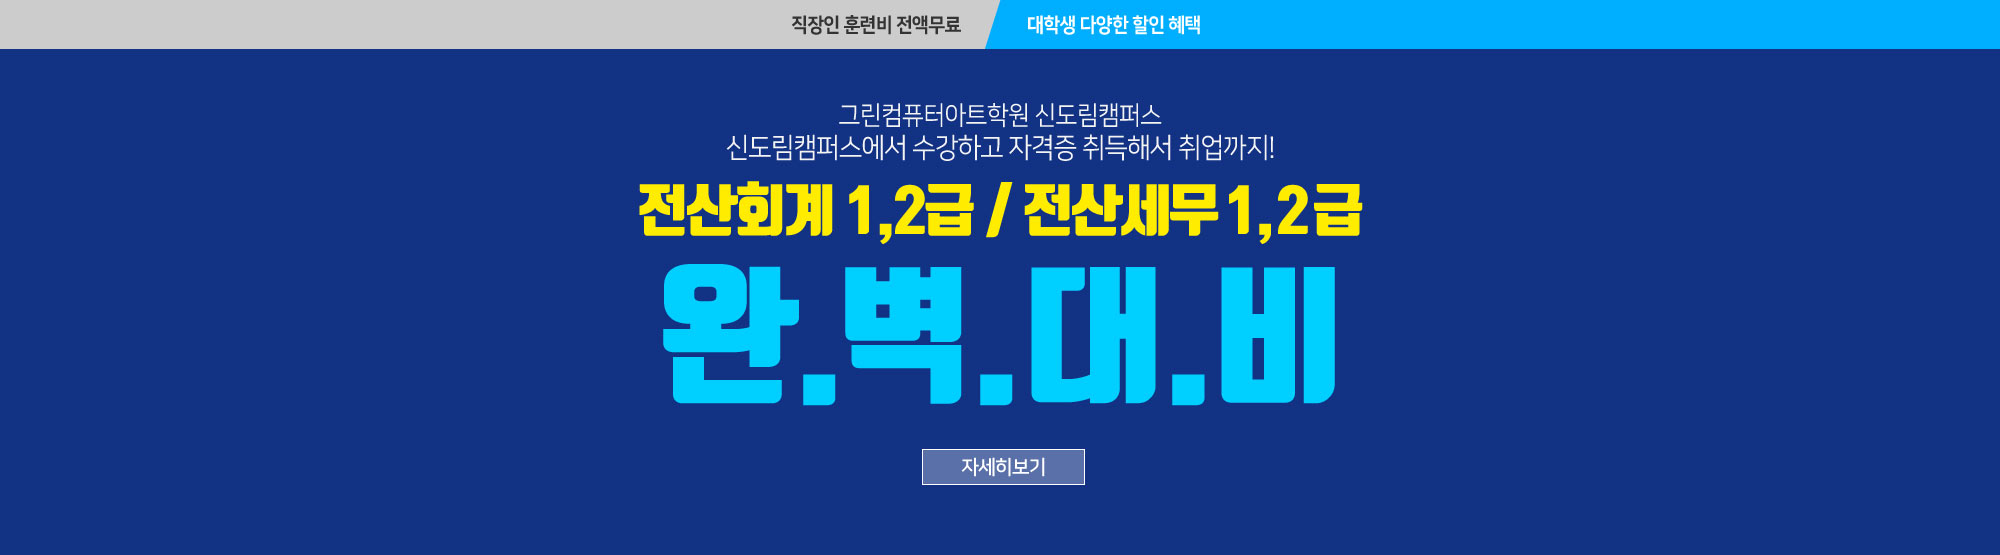 직장인 훈련비 전액무료
대학생 다양한 할인 혜택
그린컴퓨터아트학원 신도림캠퍼스
신도림캠퍼스에서 수강하고 자격증 취득해서 취업까지!
전산회계 1,2급 / 전산세무 1,2급
완.벽.대.비
자세히보기